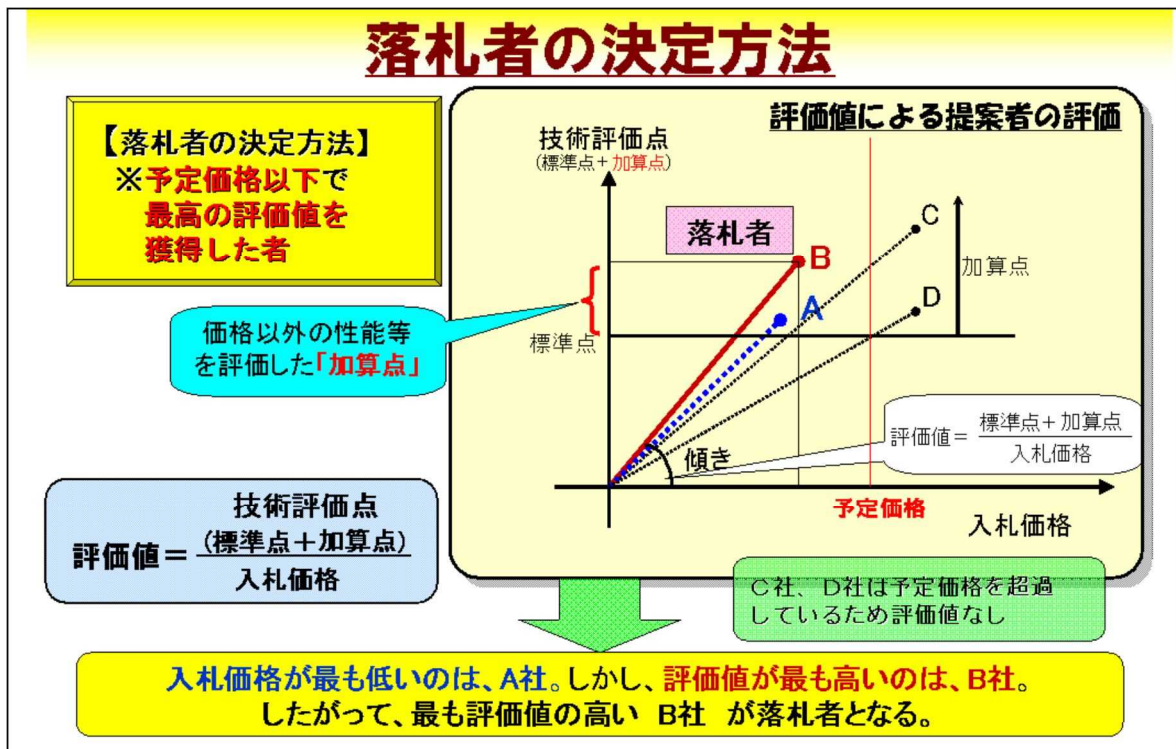 落札者の決定方法
【落札者の決定方法】
※予定価格以下で
最高の評価値を
獲得した者
価格以外の性能等
を評価した「加算点」
技術評価点
(標準点+加算点)
評価値=
入札価格
評価値による提案者の評価
技術評価点
(標準点+加算点)
落札者
B
A
C
D
加算点
標準点
傾き
評価値=
標準点+加算点
入札価格
予定価格
入札価格
C社、D社は予定価格を超過
しているため評価値なし
入札価格が最も低いのは、A社。しかし、評価値が最も高いのは、B社。
したがって、最も評価値の高い B社 が落札者となる。